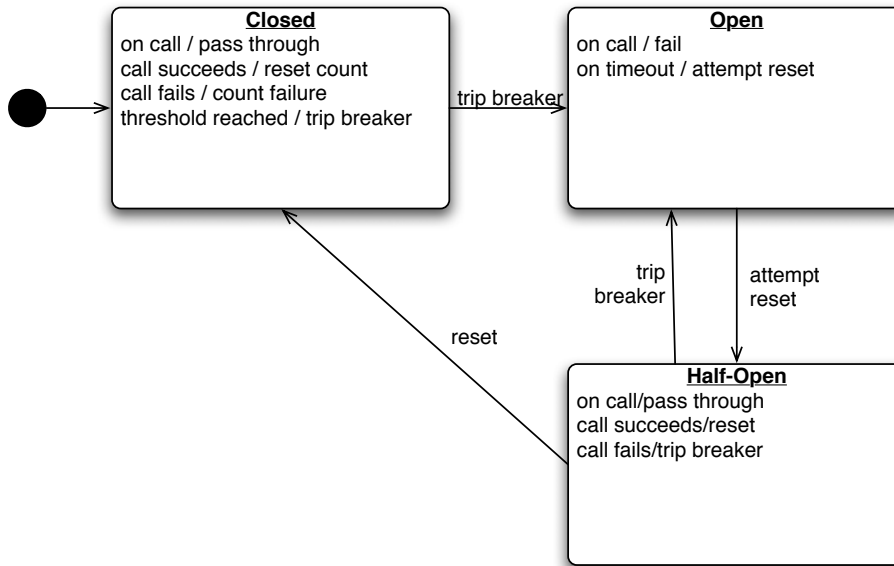 Closed
on call / pass through
call succeeds / reset count
call fails / count failure
threshold reached / trip breaker
trip breaker
Open
on call / fail
on timeout / attempt reset
trip
breaker
attempt
reset
reset
Half-Open
on call/pass through
call succeeds/reset
call fails/trip breaker